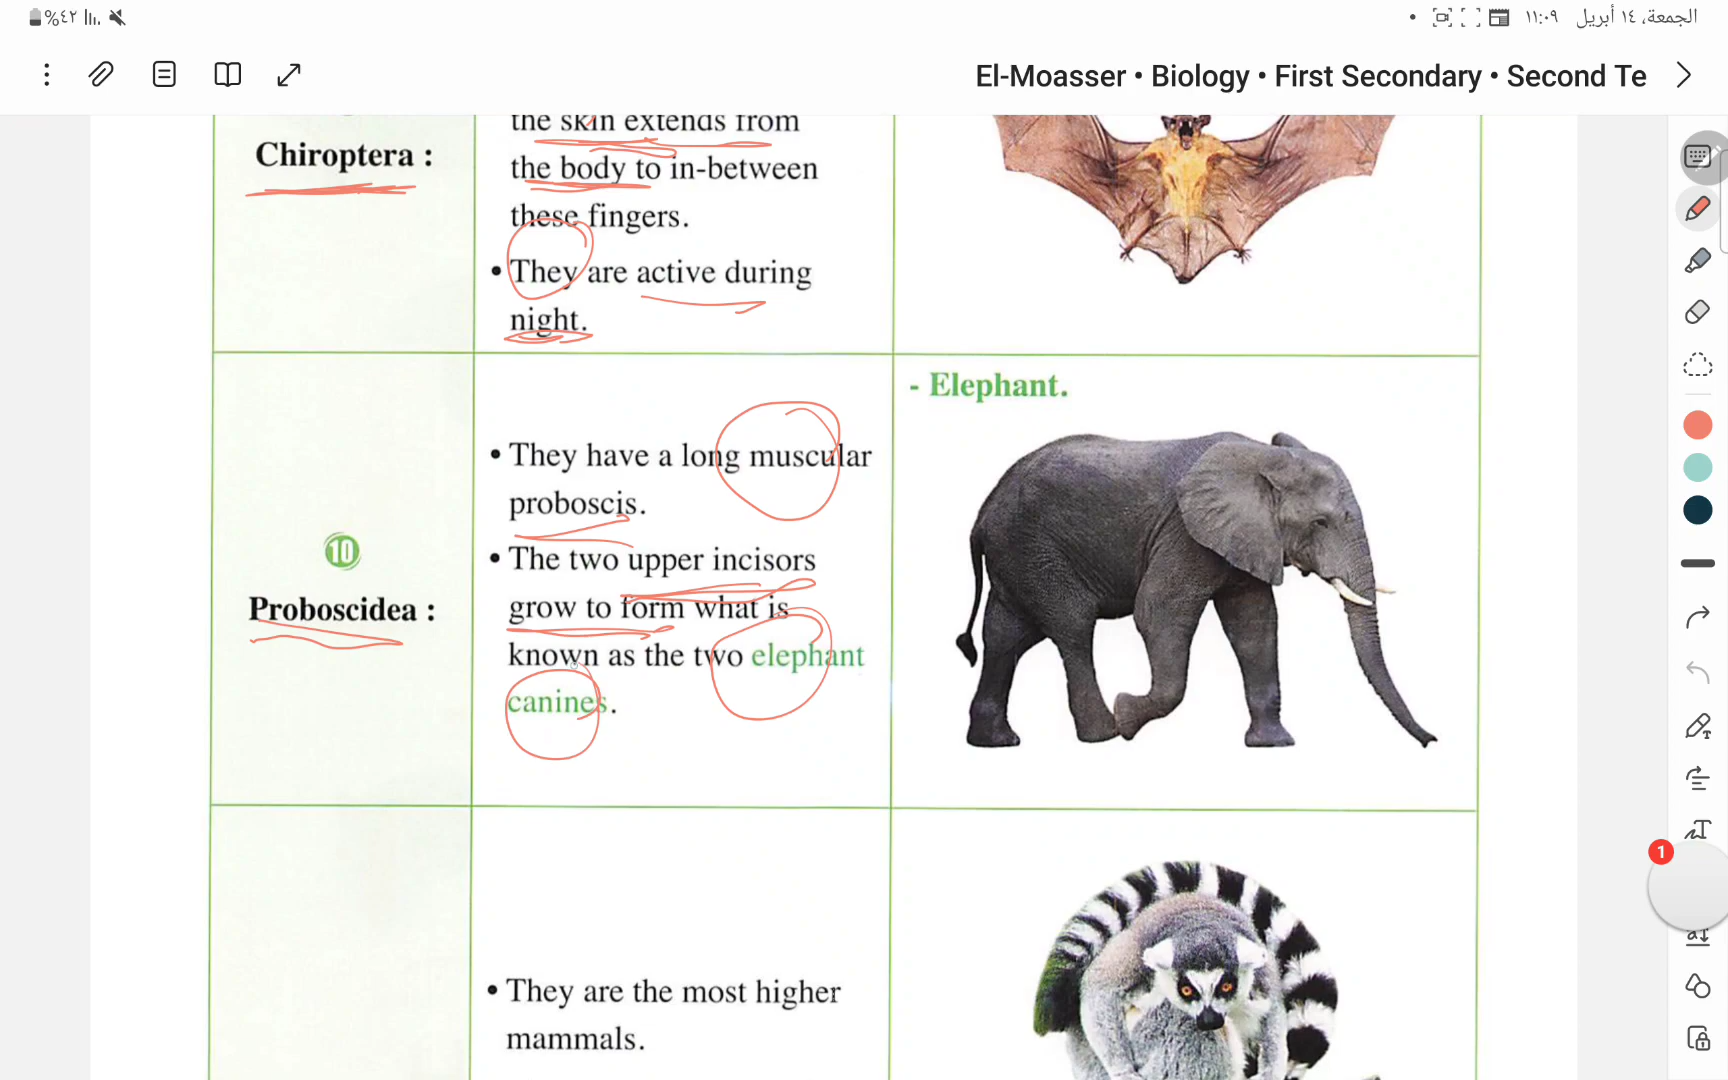 %٤٢
الجمعة، ١٤ أبريل ١١:٠٩
El-Moasser • Biology • First Secondary • Second Te
Chiroptera :
the skin extends from
the body to in-between
these fingers.
• They are active during
night.
10
Proboscidea :
• They have a long muscular
proboscis.
• The two upper incisors
grow to form what is
known as the two elephant
canines.
- Elephant.
• They are the most higher
mammals.
1